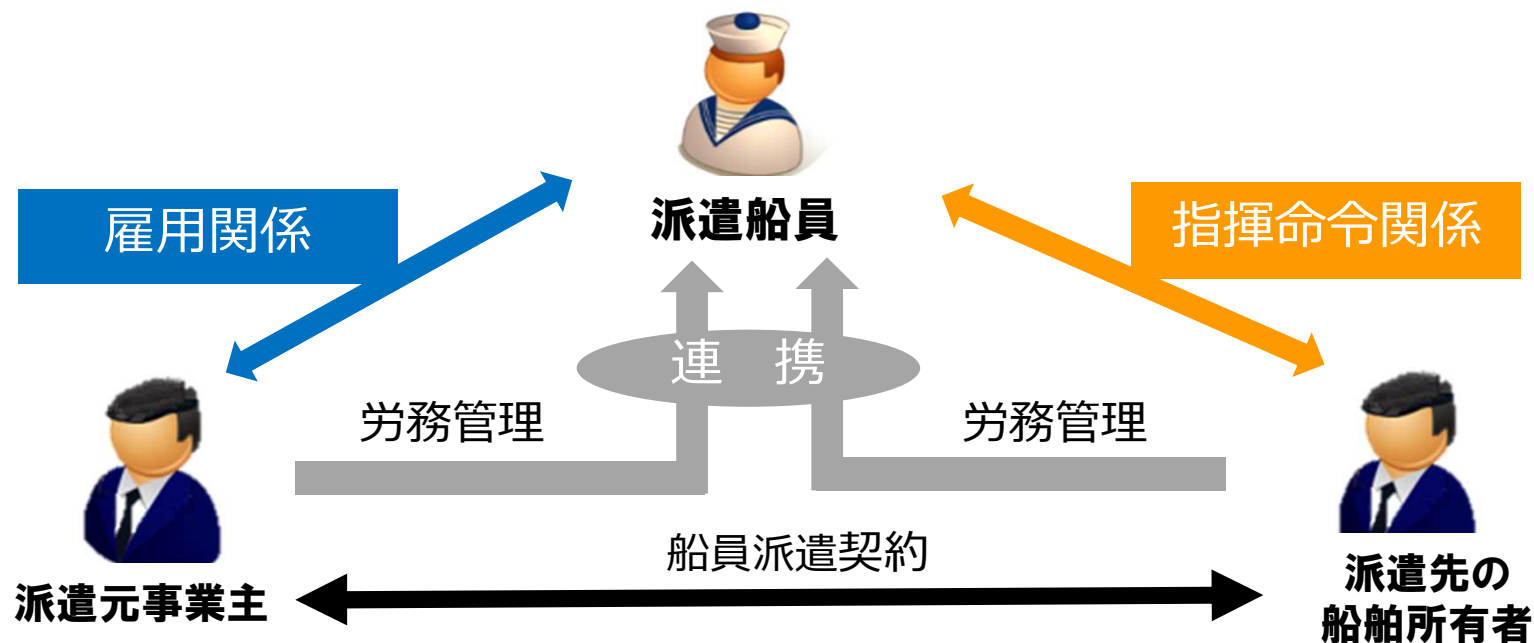 派遣船員
雇用関係
指揮命令関係
連　携
労務管理
労務管理
船員派遣契約
派遣元事業主
派遣先の
船舶所有者